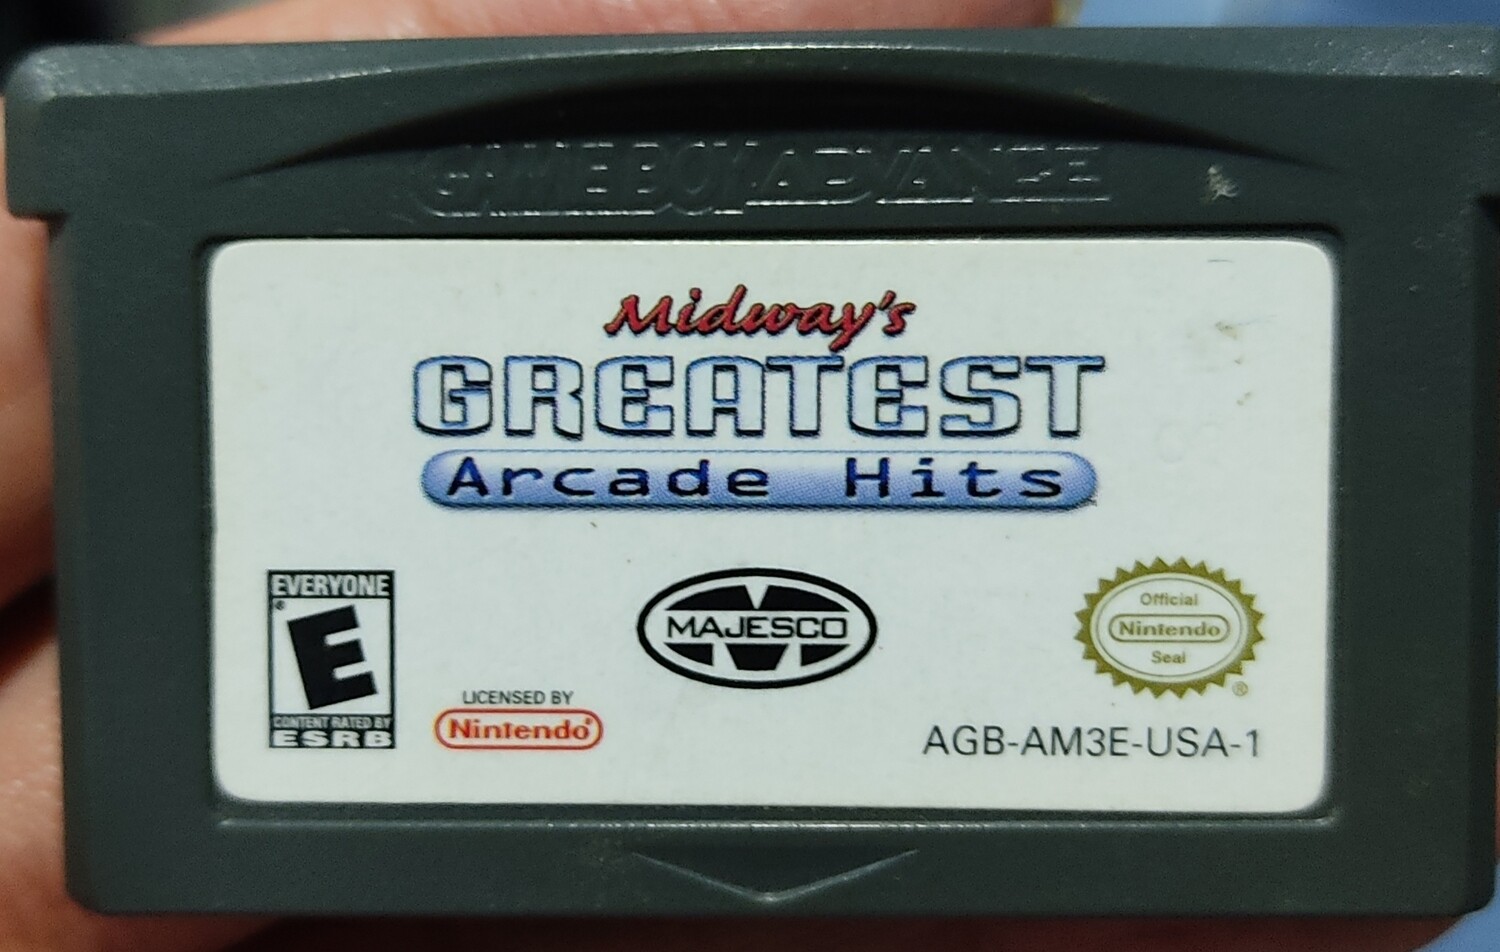 GAME BOY ADVANCE
Midway's
GREATEST
Arcade Hits
EVERYONE
E
CONTENT RATED BY
ESRB
LICENSED BY
Nintendo®
MAJESCO
Official
Nintendo
Seal
®
AGB-AM3E-USA-1